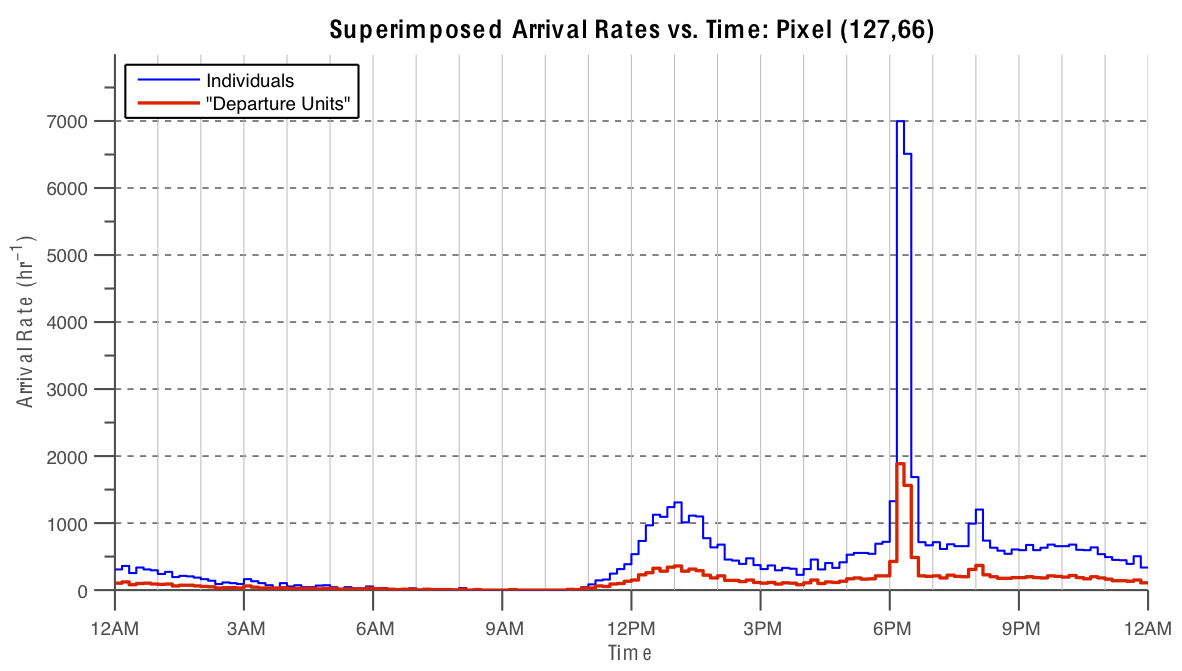 Superimposed Arrival Rates vs. Time: Pixel (127,66)
Individuals
"Departure Units"
7000
6000
5000
4000
3000
2000
1000
0
Arrival Rate (hr⁻¹)
12AM 3AM 6AM 9AM 12PM 3PM 6PM 9PM 12AM
Time